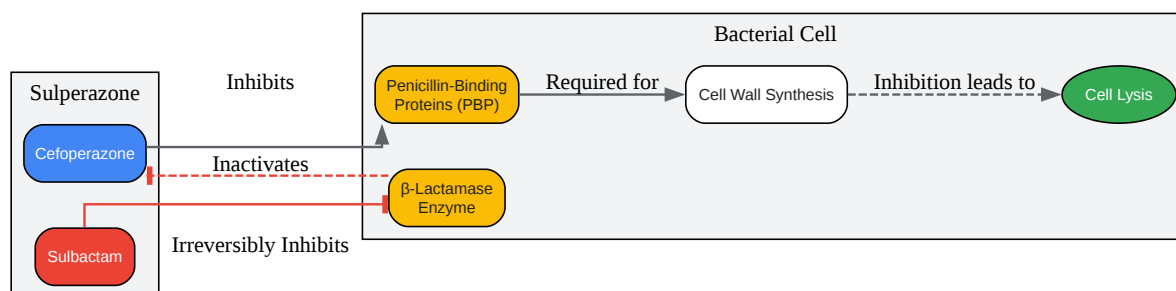 Bacterial Cell
Sulperazone
Inhibits
Penicillin-Binding
Proteins (PBP)
Required for
Cell Wall Synthesis
Inhibition leads to
Cell Lysis
Cefoperazone
Inactivates
β-Lactamase
Enzyme
Irreversibly Inhibits
Sulbactam